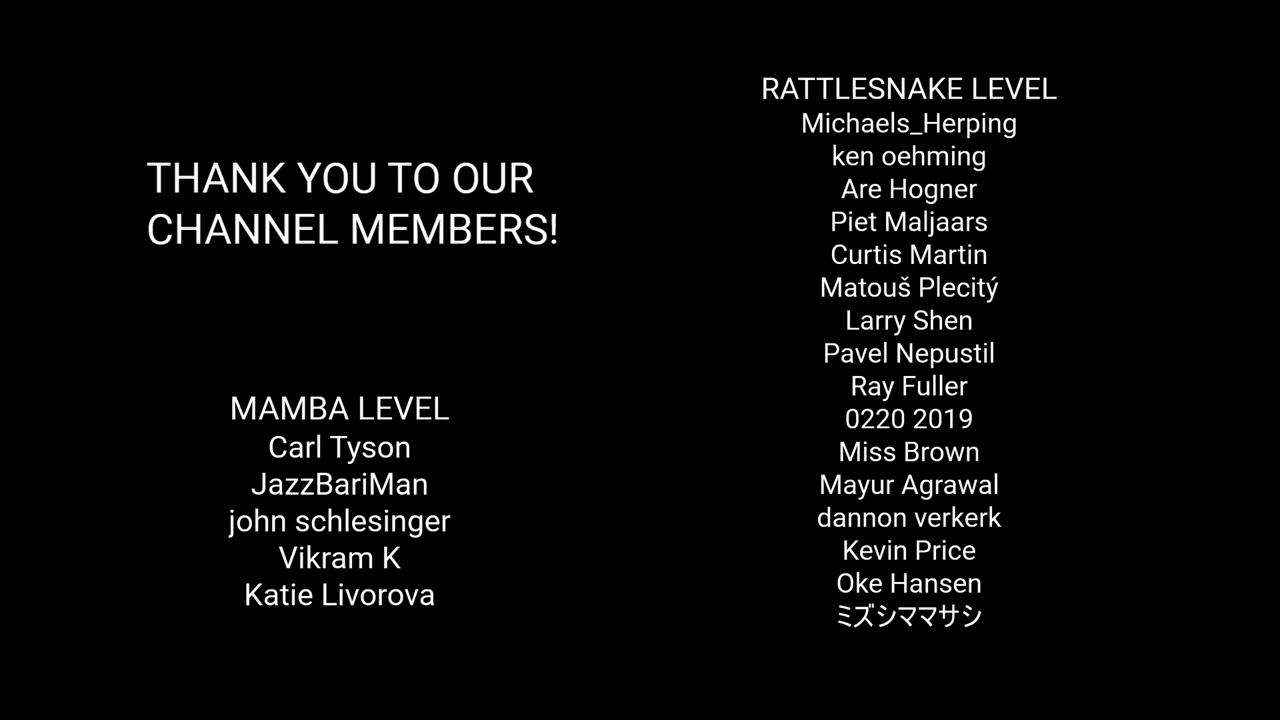 THANK YOU TO OUR
CHANNEL MEMBERS!
MAMBA LEVEL
Carl Tyson
JazzBariMan
john schlesinger
Vikram K
Katie Livorova
RATTLESNAKE LEVEL
Michaels_Herping
ken oehming
Are Hogner
Piet Maljaars
Curtis Martin
Matouš Plecitý
Larry Shen
Pavel Nepustil
Ray Fuller
0220 2019
Miss Brown
Mayur Agrawal
dannon verkerk
Kevin Price
Oke Hansen
ミズシママサシ